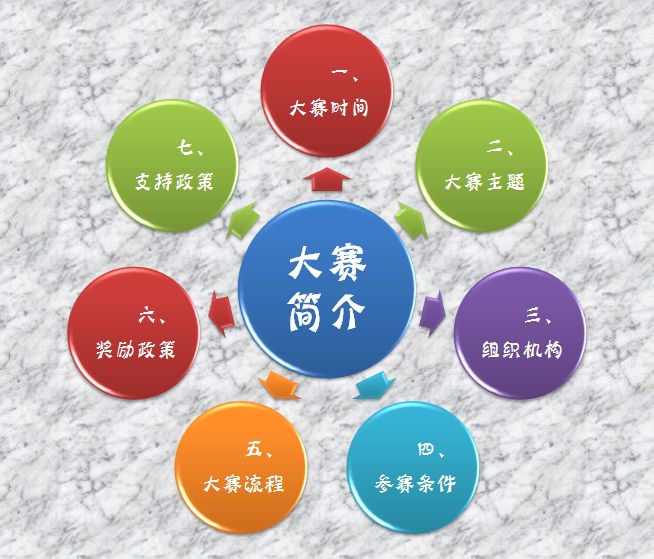 大赛
简介
一、
大赛时间
二、
大赛主题
三、
组织机构
四、
参赛条件
五、
大赛流程
六、
奖励政策
七、
支持政策